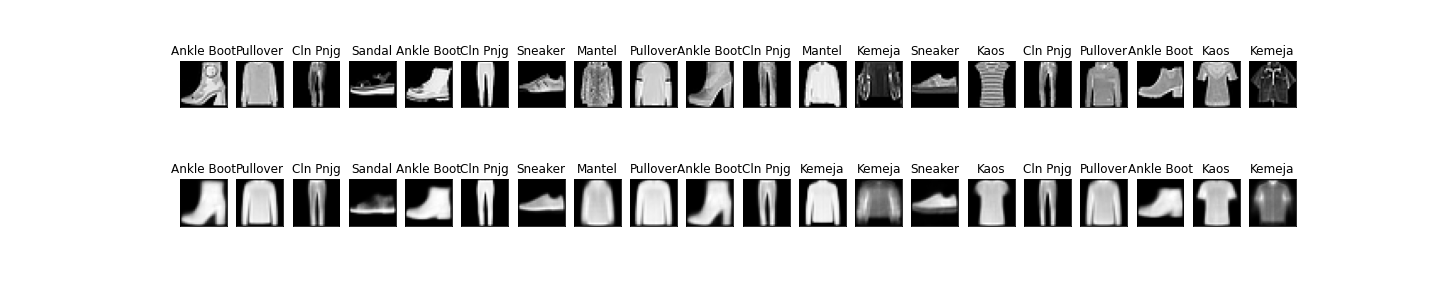 Ankle Boot Pullover Cln Pnjg Sandal Ankle Boot Cln Pnjg Sneaker Mantel Pullover Ankle Boot Cln Pnjg Mantel Kemeja Sneaker Kaos Cln Pnjg Pullover Ankle Boot Kaos Kemeja
Ankle Boot Pullover Cln Pnjg Sandal Ankle Boot Cln Pnjg Sneaker Mantel Pullover Ankle Boot Cln Pnjg Kemeja Kemeja Sneaker Kaos Cln Pnjg Pullover Ankle Boot Kaos Kemeja